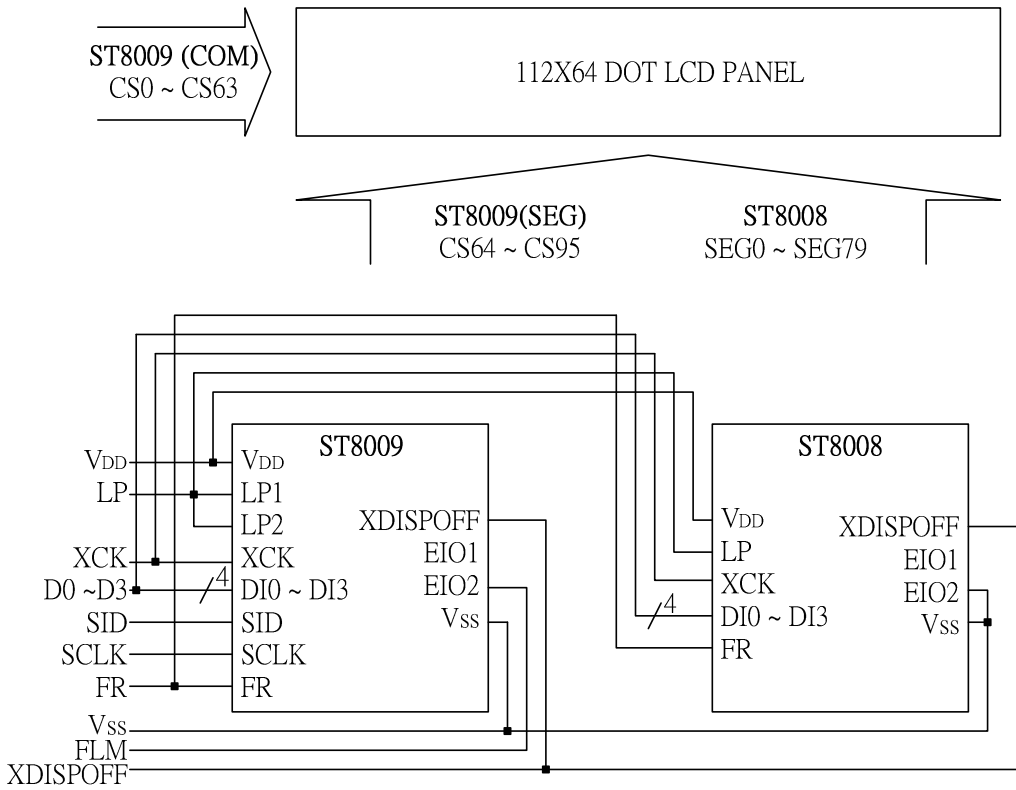 ST8009 (COM)
CS0 ~ CS63
112X64 DOT LCD PANEL
ST8009(SEG)
CS64 ~ CS95
ST8008
SEG0 ~ SEG79
ST8009
ST8008
VDD
LP
XCK
D0 ~D3
SID
SCLK
FR
VSS
FLM
XDISPOFF
VDD
LP1
LP2
XCK
4
DI0 ~ DI3
SID
SCLK
FR
XDISPOFF
EIO1
EIO2
VSS
VDD
LP
XCK
4
DI0 ~ DI3
FR
XDISPOFF
EIO1
EIO2
VSS